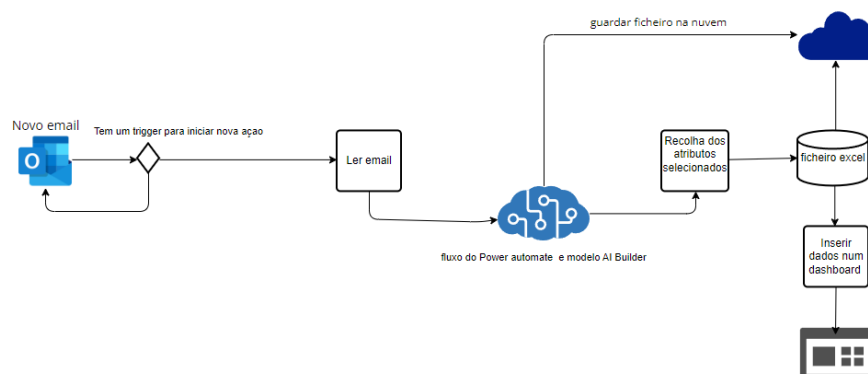 guardar ficheiro na nuvem
Novo email
Tem um trigger para iniciar nova açao
O
Ler email
Recolha dos
atributos
selecionados
ficheiro excel
fluxo do Power automate e modelo AI Builder
Inserir
dados num
dashboard